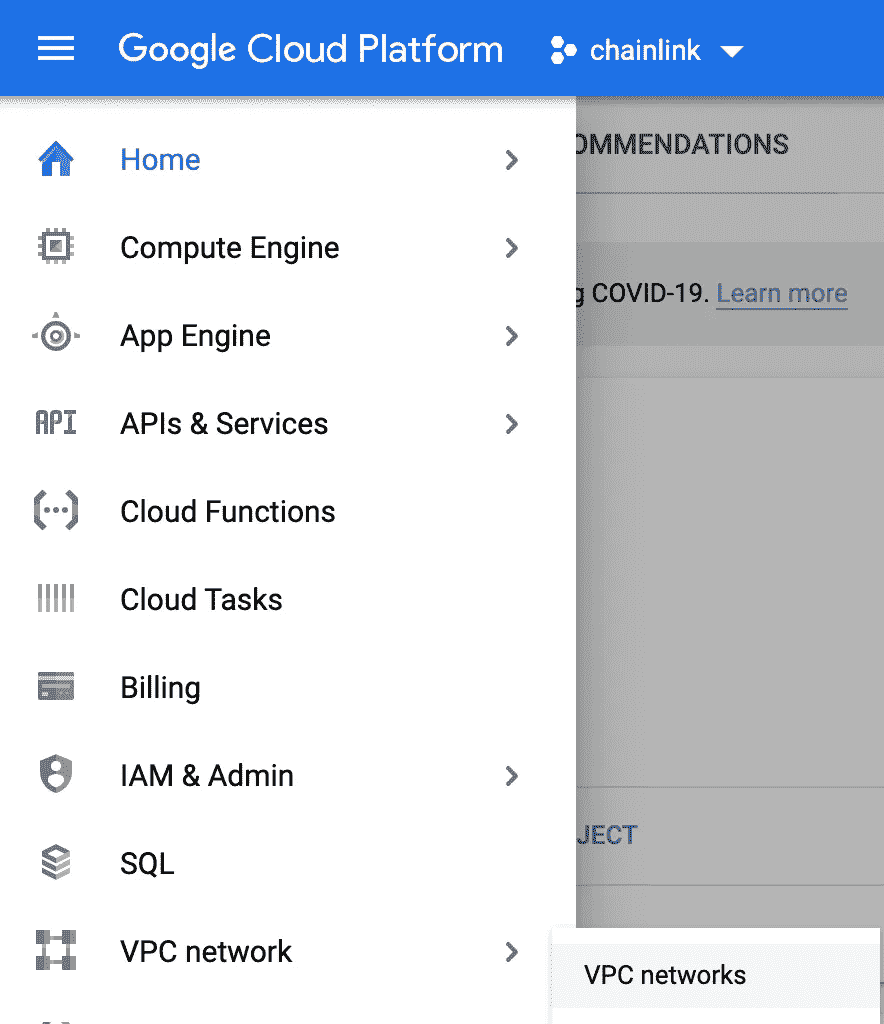 Google Cloud Platform chainlink
Home
OMMENDATIONS
Compute Engine
COVID-19. Learn more
App Engine
API APIs & Services
Cloud Functions
Cloud Tasks
Billing
IAM & Admin
JECT
SQL
VPC network
VPC networks